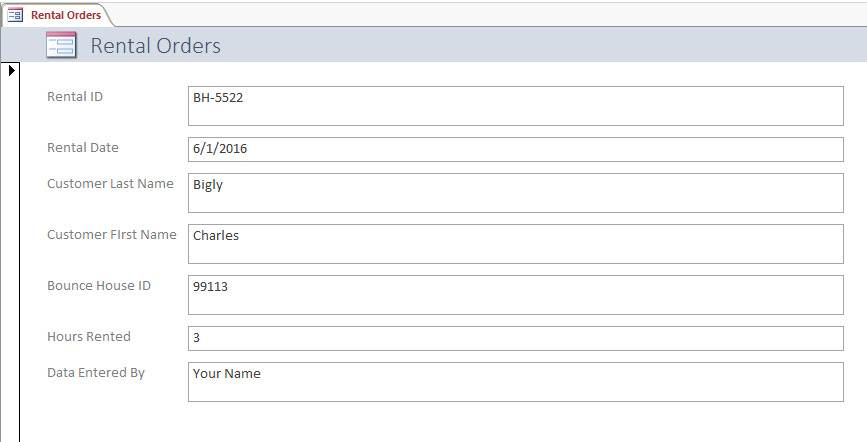 Rental Orders
Rental Orders
Rental ID BH-5522
Rental Date 6/1/2016
Customer Last Name Bigly
Customer FIrst Name Charles
Bounce House ID 99113
Hours Rented 3
Data Entered By Your Name